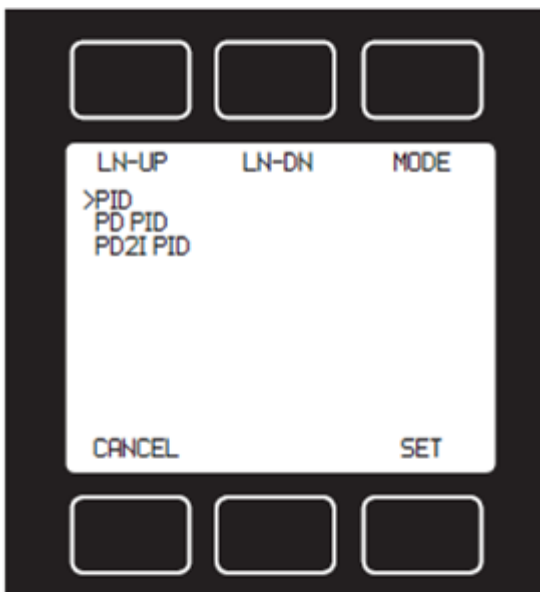 LN-UP LN-DN MODE
>PID
PD PID
PD2I PID
CANCEL SET